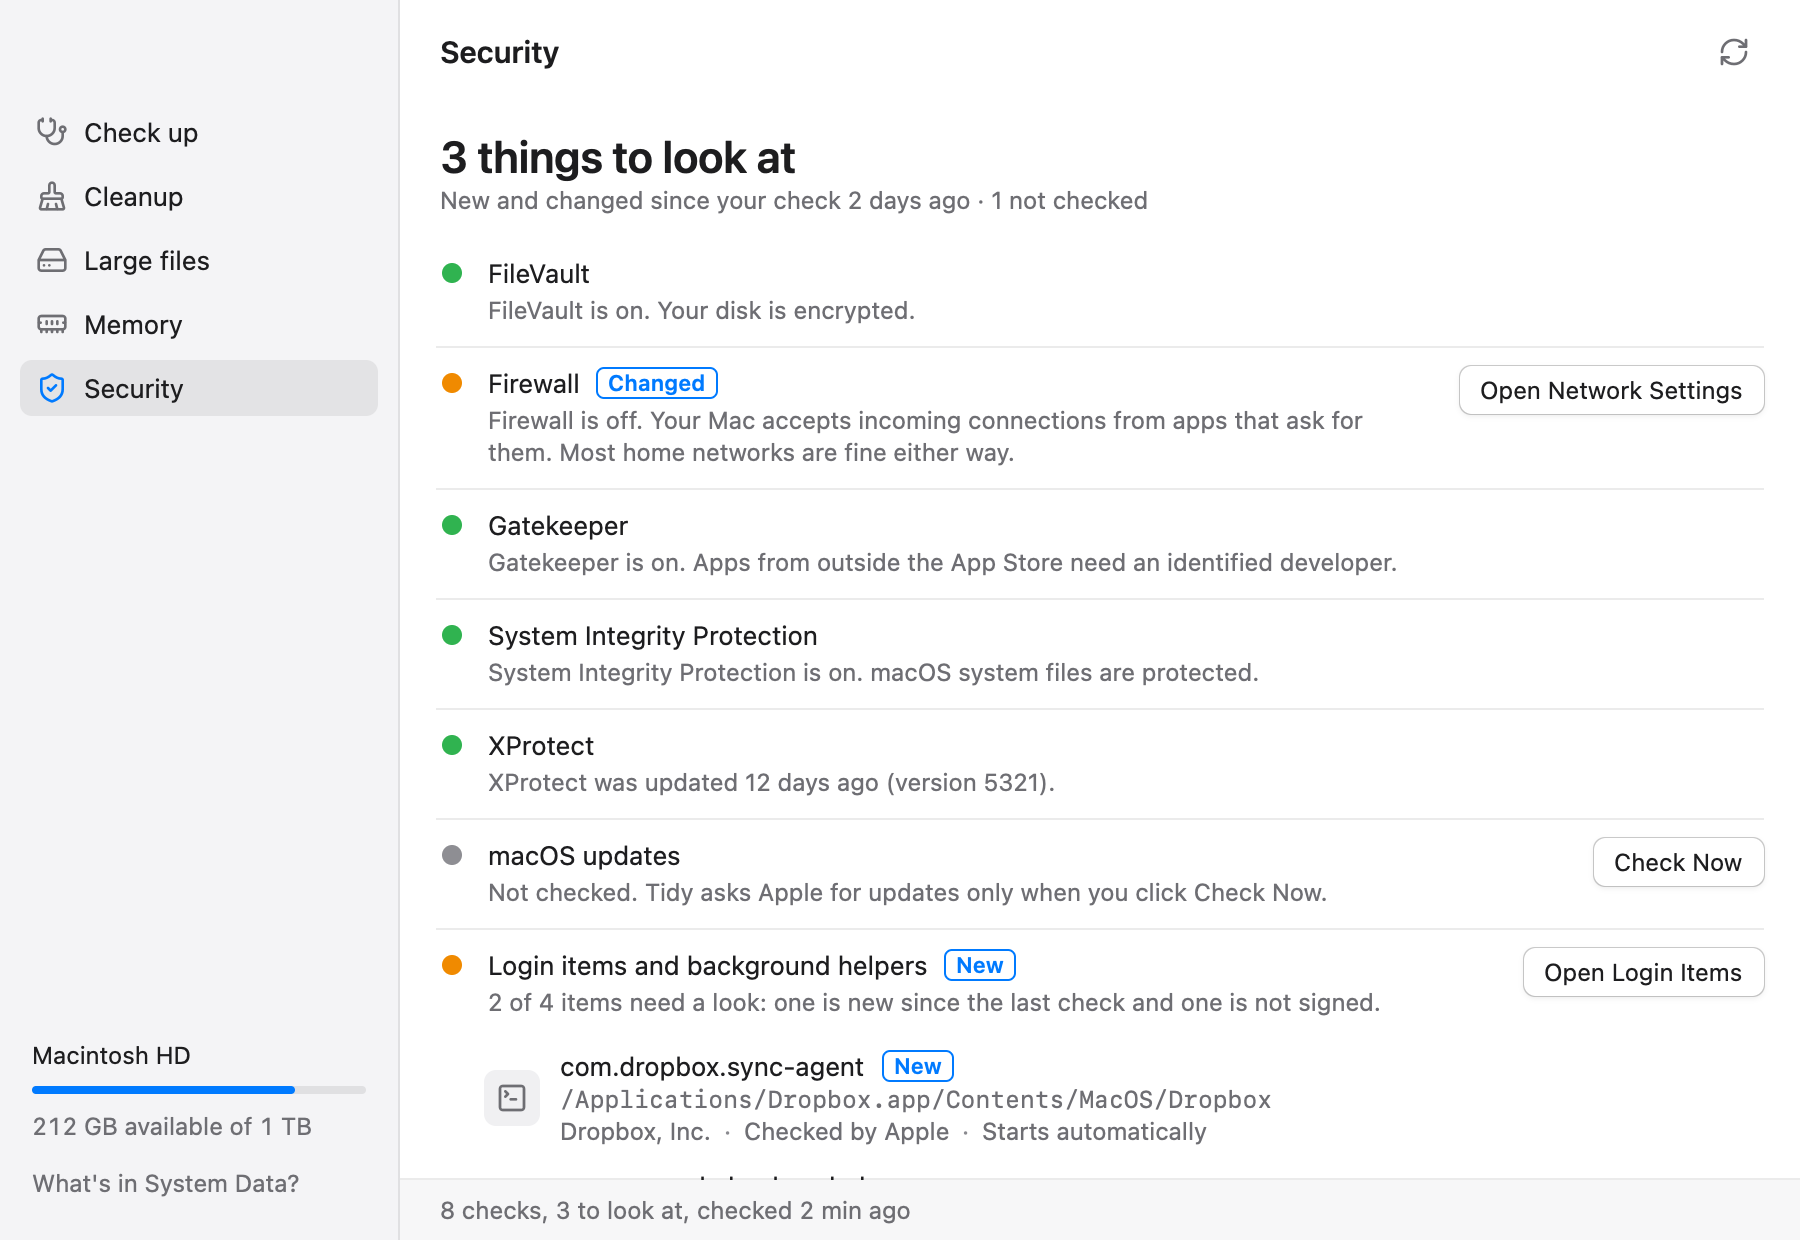 Security
Check up
Cleanup
Large files
Memory
Security
3 things to look at
New and changed since your check 2 days ago · 1 not checked
FileVault
FileVault is on. Your disk is encrypted.
Firewall Changed
Open Network Settings
Firewall is off. Your Mac accepts incoming connections from apps that ask for
them. Most home networks are fine either way.
Gatekeeper
Gatekeeper is on. Apps from outside the App Store need an identified developer.
System Integrity Protection
System Integrity Protection is on. macOS system files are protected.
XProtect
XProtect was updated 12 days ago (version 5321).
macOS updates
Check Now
Not checked. Tidy asks Apple for updates only when you click Check Now.
Login items and background helpers New
Open Login Items
2 of 4 items need a look: one is new since the last check and one is not signed.
com.dropbox.sync-agent New
/Applications/Dropbox.app/Contents/MacOS/Dropbox
Dropbox, Inc. · Checked by Apple · Starts automatically
Macintosh HD
212 GB available of 1 TB
What's in System Data?
8 checks, 3 to look at, checked 2 min ago